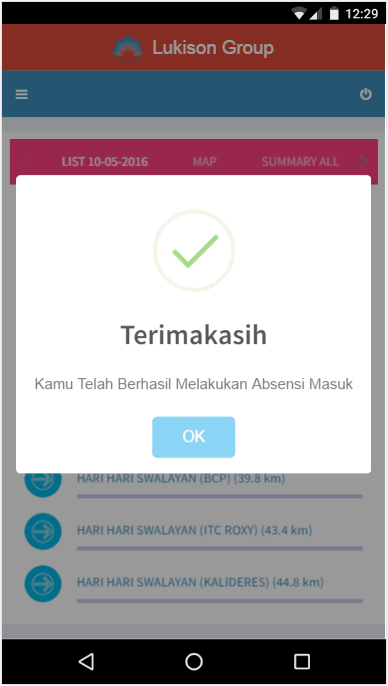 12:29
Lukison Group
LIST 10-05-2016 MAP SUMMARY ALL
Terimakasih
Kamu Telah Berhasil Melakukan Absensi Masuk
OK
HARI HARI SWALAYAN (BCP) (39.8 km)
HARI HARI SWALAYAN (ITC ROXY) (43.4 km)
HARI HARI SWALAYAN (KALIDERES) (44.8 km)